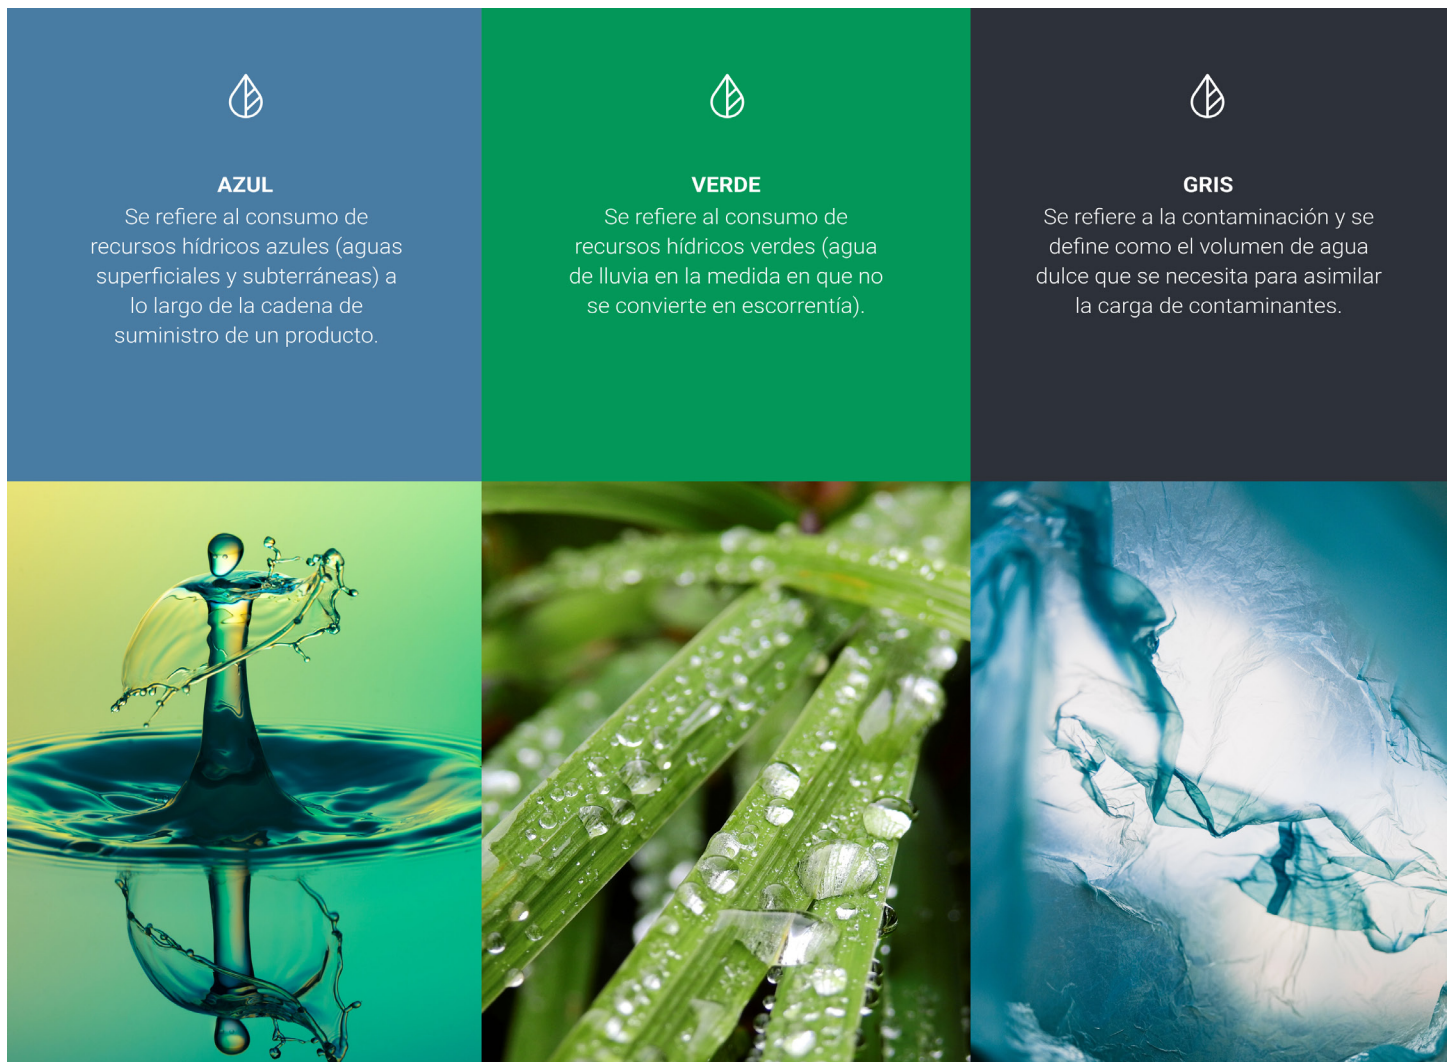 AZUL
Se refiere al consumo de
recursos hídricos azules (aguas
superficiales y subterráneas) a
lo largo de la cadena de
suministro de un producto.
VERDE
Se refiere al consumo de
recursos hídricos verdes (agua
de lluvia en la medida en que no
se convierte en escorrentía).
GRIS
Se refiere a la contaminación y se
define como el volumen de agua
dulce que se necesita para asimilar
la carga de contaminantes.